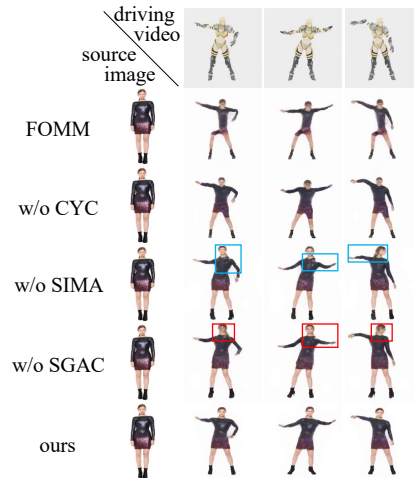 driving
video
source
image
FOMM
w/o CYC
w/o SIMA
w/o SGAC
ours